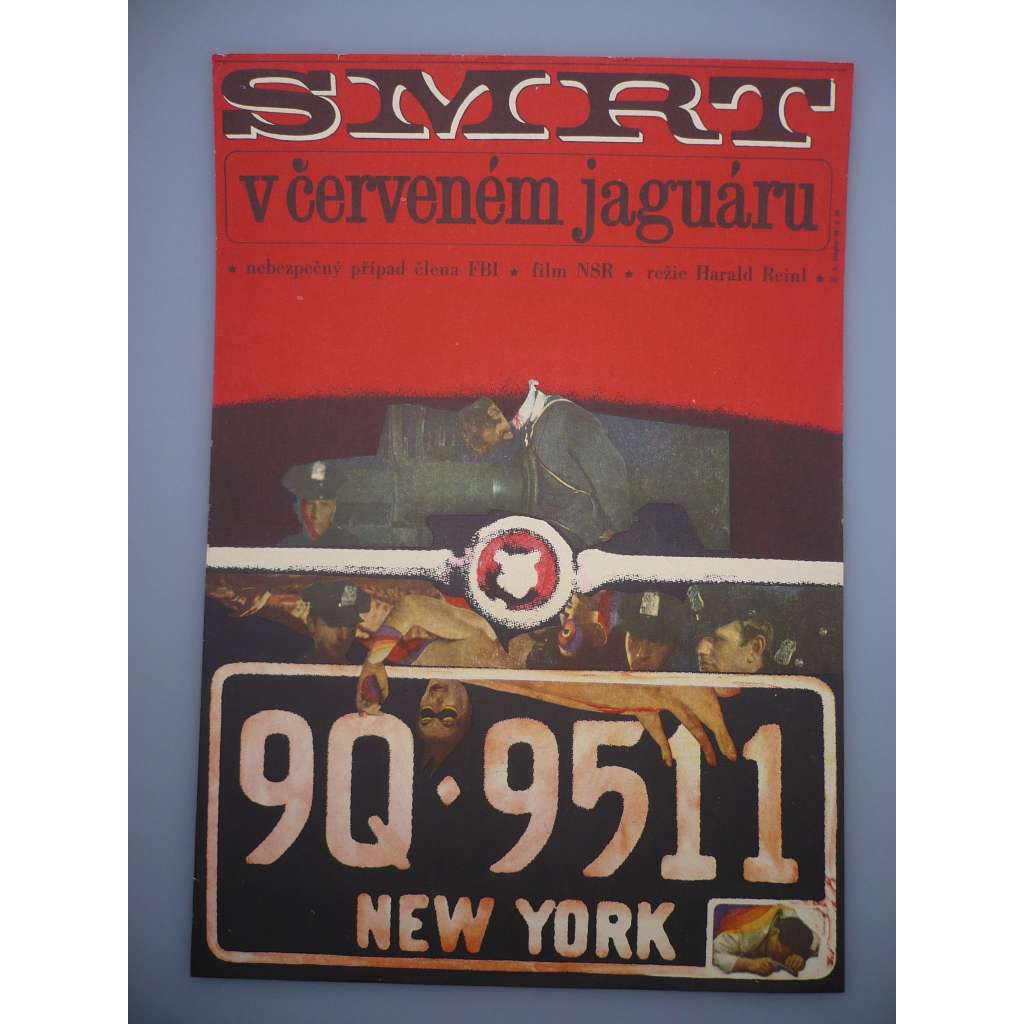 SMRT
v červeném jaguáru
★ nebezpečný případ člena FBI ★ film NSR ★ režie Harald Reinl ★
9Q·9511
NEW YORK